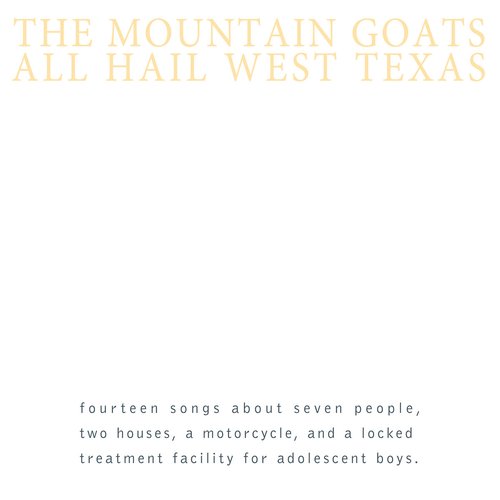 THE MOUNTAIN GOATS
ALL HAIL WEST TEXAS
fourteen songs about seven people,
two houses, a motorcycle, and a locked
treatment facility for adolescent boys.